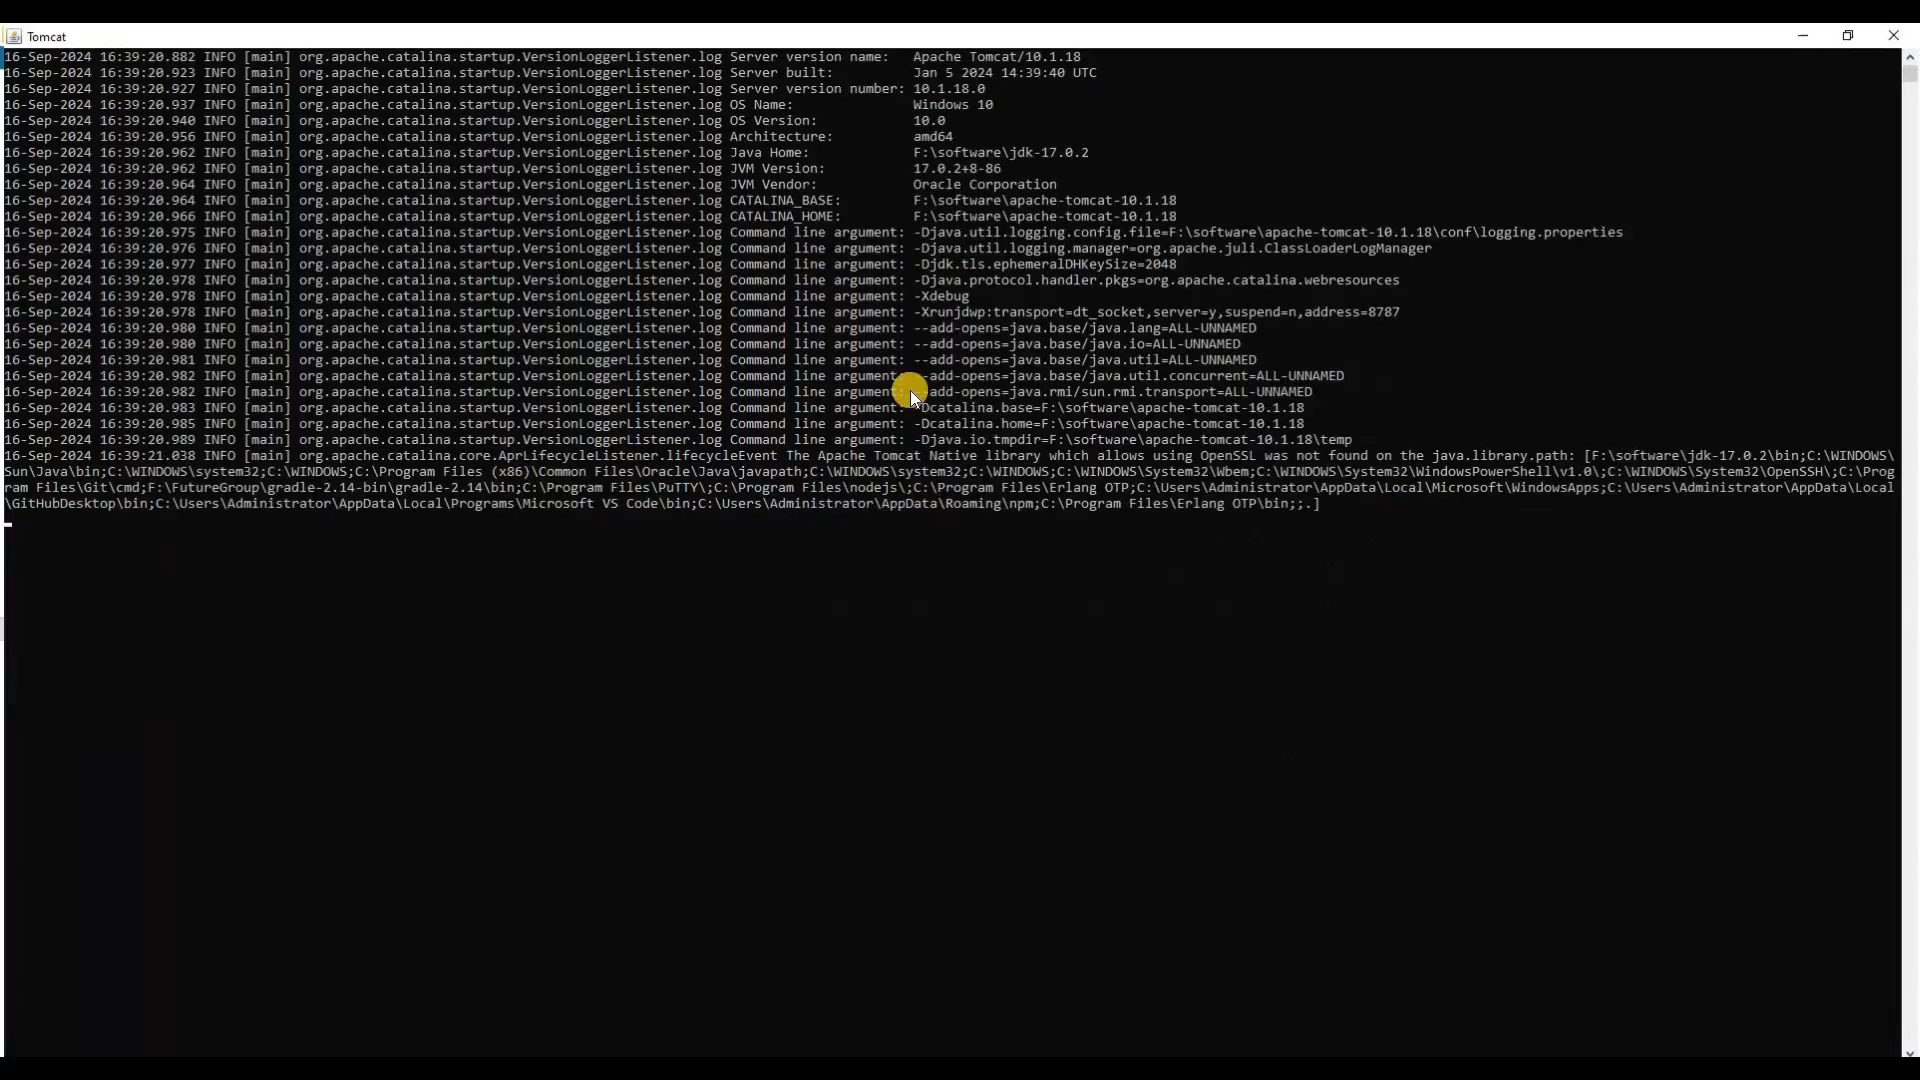 Tomcat
16-Sep-2024 16:39:20.882 INFO [main] org.apache.catalina.startup.VersionLoggerListener.log Server version name:   Apache Tomcat/10.1.18
16-Sep-2024 16:39:20.923 INFO [main] org.apache.catalina.startup.VersionLoggerListener.log Server built:          Jan 5 2024 14:39:40 UTC
16-Sep-2024 16:39:20.927 INFO [main] org.apache.catalina.startup.VersionLoggerListener.log Server version number: 10.1.18.0
16-Sep-2024 16:39:20.937 INFO [main] org.apache.catalina.startup.VersionLoggerListener.log OS Name:               Windows 10
16-Sep-2024 16:39:20.940 INFO [main] org.apache.catalina.startup.VersionLoggerListener.log OS Version:            10.0
16-Sep-2024 16:39:20.956 INFO [main] org.apache.catalina.startup.VersionLoggerListener.log Architecture:          amd64
16-Sep-2024 16:39:20.962 INFO [main] org.apache.catalina.startup.VersionLoggerListener.log Java Home:             F:\software\jdk-17.0.2
16-Sep-2024 16:39:20.962 INFO [main] org.apache.catalina.startup.VersionLoggerListener.log JVM Version:           17.0.2+8-86
16-Sep-2024 16:39:20.964 INFO [main] org.apache.catalina.startup.VersionLoggerListener.log JVM Vendor:            Oracle Corporation
16-Sep-2024 16:39:20.964 INFO [main] org.apache.catalina.startup.VersionLoggerListener.log CATALINA_BASE:         F:\software\apache-tomcat-10.1.18
16-Sep-2024 16:39:20.966 INFO [main] org.apache.catalina.startup.VersionLoggerListener.log CATALINA_HOME:         F:\software\apache-tomcat-10.1.18
16-Sep-2024 16:39:20.975 INFO [main] org.apache.catalina.startup.VersionLoggerListener.log Command line argument: -Djava.util.logging.config.file=F:\software\apache-tomcat-10.1.18\conf\logging.properties
16-Sep-2024 16:39:20.976 INFO [main] org.apache.catalina.startup.VersionLoggerListener.log Command line argument: -Djava.util.logging.manager=org.apache.juli.ClassLoaderLogManager
16-Sep-2024 16:39:20.977 INFO [main] org.apache.catalina.startup.VersionLoggerListener.log Command line argument: -Djdk.tls.ephemeralDHKeySize=2048
16-Sep-2024 16:39:20.978 INFO [main] org.apache.catalina.startup.VersionLoggerListener.log Command line argument: -Djava.protocol.handler.pkgs=org.apache.catalina.webresources
16-Sep-2024 16:39:20.978 INFO [main] org.apache.catalina.startup.VersionLoggerListener.log Command line argument: -Xdebug
16-Sep-2024 16:39:20.978 INFO [main] org.apache.catalina.startup.VersionLoggerListener.log Command line argument: -Xrunjdwp:transport=dt_socket,server=y,suspend=n,address=8787
16-Sep-2024 16:39:20.980 INFO [main] org.apache.catalina.startup.VersionLoggerListener.log Command line argument: --add-opens=java.base/java.lang=ALL-UNNAMED
16-Sep-2024 16:39:20.980 INFO [main] org.apache.catalina.startup.VersionLoggerListener.log Command line argument: --add-opens=java.base/java.io=ALL-UNNAMED
16-Sep-2024 16:39:20.981 INFO [main] org.apache.catalina.startup.VersionLoggerListener.log Command line argument: --add-opens=java.base/java.util=ALL-UNNAMED
16-Sep-2024 16:39:20.982 INFO [main] org.apache.catalina.startup.VersionLoggerListener.log Command line argument: --add-opens=java.base/java.util.concurrent=ALL-UNNAMED
16-Sep-2024 16:39:20.982 INFO [main] org.apache.catalina.startup.VersionLoggerListener.log Command line argument: --add-opens=java.rmi/sun.rmi.transport=ALL-UNNAMED
16-Sep-2024 16:39:20.983 INFO [main] org.apache.catalina.startup.VersionLoggerListener.log Command line argument: -Dcatalina.base=F:\software\apache-tomcat-10.1.18
16-Sep-2024 16:39:20.985 INFO [main] org.apache.catalina.startup.VersionLoggerListener.log Command line argument: -Dcatalina.home=F:\software\apache-tomcat-10.1.18
16-Sep-2024 16:39:20.989 INFO [main] org.apache.catalina.startup.VersionLoggerListener.log Command line argument: -Djava.io.tmpdir=F:\software\apache-tomcat-10.1.18\temp
16-Sep-2024 16:39:21.038 INFO [main] org.apache.catalina.core.AprLifecycleListener.lifecycleEvent The Apache Tomcat Native library which allows using OpenSSL was not found on the java.library.path: [F:\software\jdk-17.0.2\bin;C:\WINDOWS\
Sun\Java\bin;C:\WINDOWS\system32;C:\WINDOWS;C:\Program Files (x86)\Common Files\Oracle\Java\javapath;C:\WINDOWS\system32;C:\WINDOWS;C:\WINDOWS\System32\Wbem;C:\WINDOWS\System32\WindowsPowerShell\v1.0\;C:\WINDOWS\System32\OpenSSH\;C:\Prog
ram Files\Git\cmd;F:\FutureGroup\gradle-2.14-bin\gradle-2.14\bin;C:\Program Files\PuTTY\;C:\Program Files\nodejs\;C:\Program Files\Erlang OTP;C:\Users\Administrator\AppData\Local\Microsoft\WindowsApps;C:\Users\Administrator\AppData\Local
\GitHubDesktop\bin;C:\Users\Administrator\AppData\Local\Programs\Microsoft VS Code\bin;C:\Users\Administrator\AppData\Roaming\npm;C:\Program Files\Erlang OTP\bin;;.]